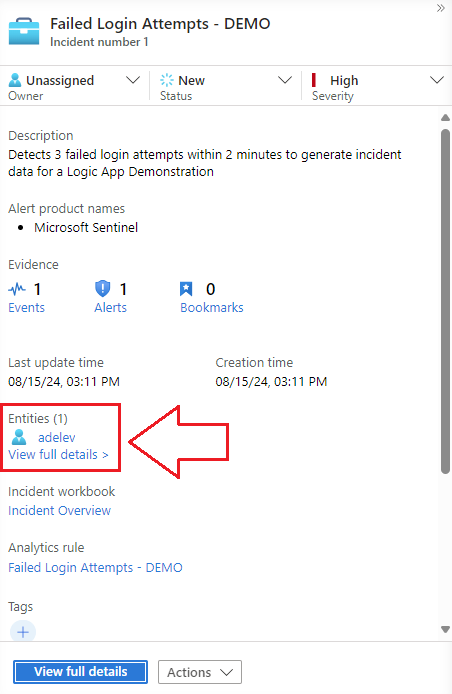 Failed Login Attempts - DEMO
Incident number 1
Unassigned
Owner
New
Status
High
Severity
Description
Detects 3 failed login attempts within 2 minutes to generate incident
data for a Logic App Demonstration
Alert product names
• Microsoft Sentinel
Evidence
1
Events
1
Alerts
0
Bookmarks
Last update time
08/15/24, 03:11 PM
Creation time
08/15/24, 03:11 PM
Entities (1)
adelev
View full details >
Incident workbook
Incident Overview
Analytics rule
Failed Login Attempts - DEMO
Tags
View full details
Actions